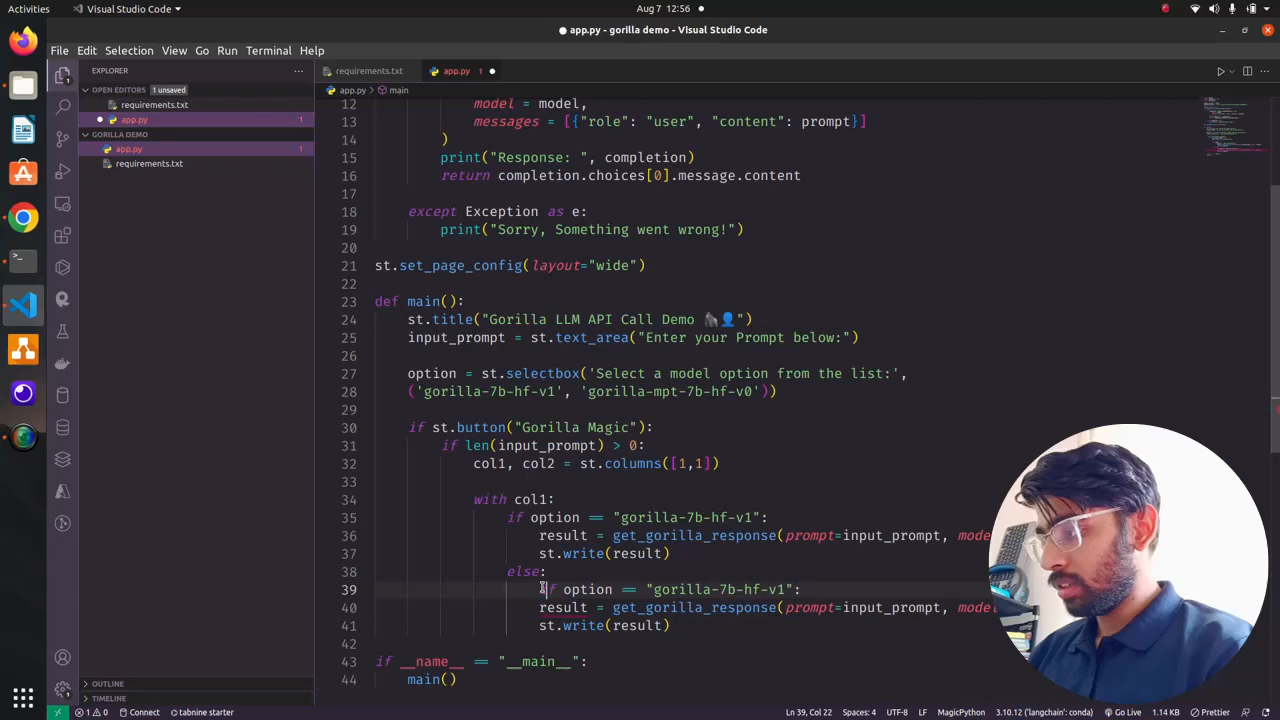 Activities
Visual Studio Code
Aug 7 12:56
app.py - gorilla demo - Visual Studio Code
File Edit Selection View Go Run Terminal Help
EXPLORER
requirements.txt
app.py 1
OPEN EDITORS 1 unsaved
app.py > main
requirements.txt
app.py 1
GORILLA DEMO
app.py 1
requirements.txt
12 model = model,
13 messages = [{"role": "user", "content": prompt}]
14 )
15 print("Response: ", completion)
16 return completion.choices[0].message.content
17
18 except Exception as e:
19 print("Sorry, Something went wrong!")
20
21 st.set_page_config(layout="wide")
22
23 def main():
24 st.title("Gorilla LLM API Call Demo 🦍👤")
25 input_prompt = st.text_area("Enter your Prompt below:")
26
27 option = st.selectbox('Select a model option from the list:',
28 ('gorilla-7b-hf-v1', 'gorilla-mpt-7b-hf-v0'))
29
30 if st.button("Gorilla Magic"):
31 if len(input_prompt) > 0:
32 col1, col2 = st.columns([1,1])
33
34 with col1:
35 if option == "gorilla-7b-hf-v1":
36 result = get_gorilla_response(prompt=input_prompt, mode
37 st.write(result)
38 else:
39 if option == "gorilla-7b-hf-v1":
40 result = get_gorilla_response(prompt=input_prompt, model
41 st.write(result)
42
43 if __name__ == "__main__":
44 main()
OUTLINE
TIMELINE
1 0 Connect tabnine starter Ln 39, Col 22 Spaces: 4 UTF-8 LF MagicPython 3.10.12 ('langchain': conda) Go Live 1.14 KB Prettier